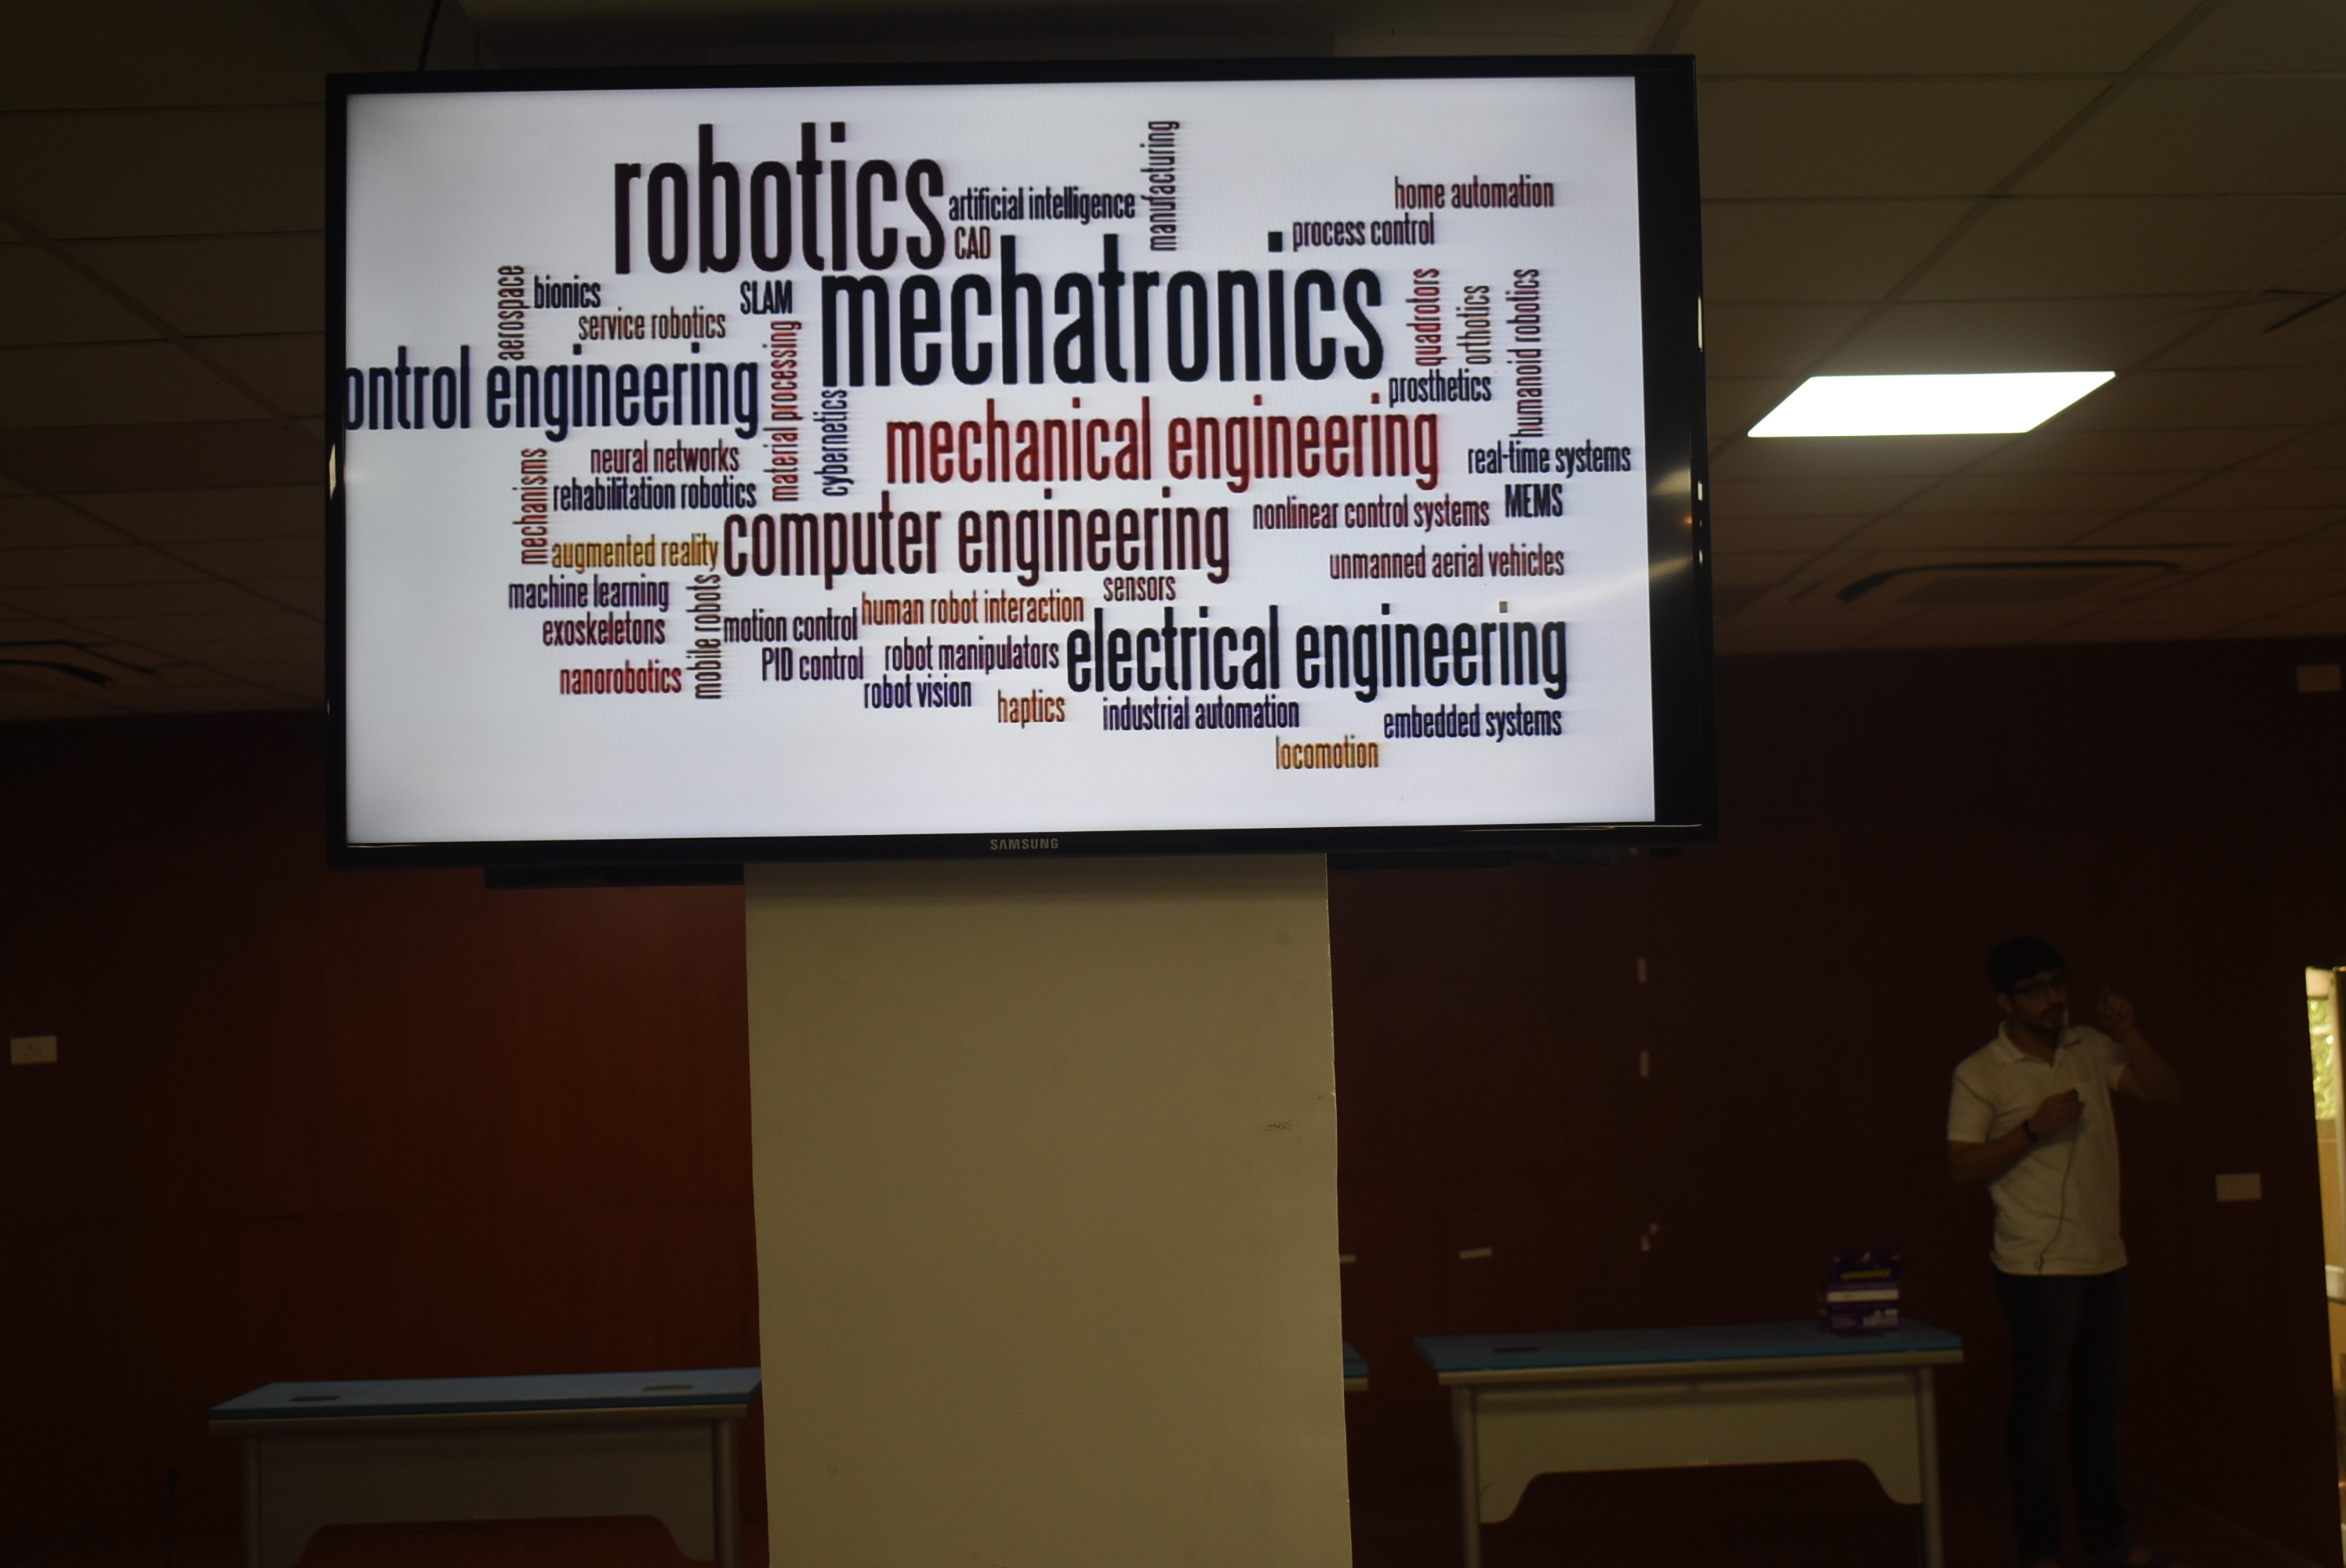 robotics
artificial intelligence
manufacturing
CAD
home automation
process control
aerospace
bionics
SLAM
service robotics
mechatronics
quadrotors
orthotics
humanoid robotics
ontrol engineering
material processing
cybernetics
prosthetics
mechanical engineering
neural networks
real-time systems
mechanisms
rehabilitation robotics
MEMS
nonlinear control systems
computer engineering
augmented reality
unmanned aerial vehicles
machine learning
mobile robots
sensors
human robot interaction
motion control
exoskeletons
electrical engineering
robot manipulators
PID control
nanorobotics
robot vision
haptics
industrial automation
embedded systems
locomotion
SAMSUNG